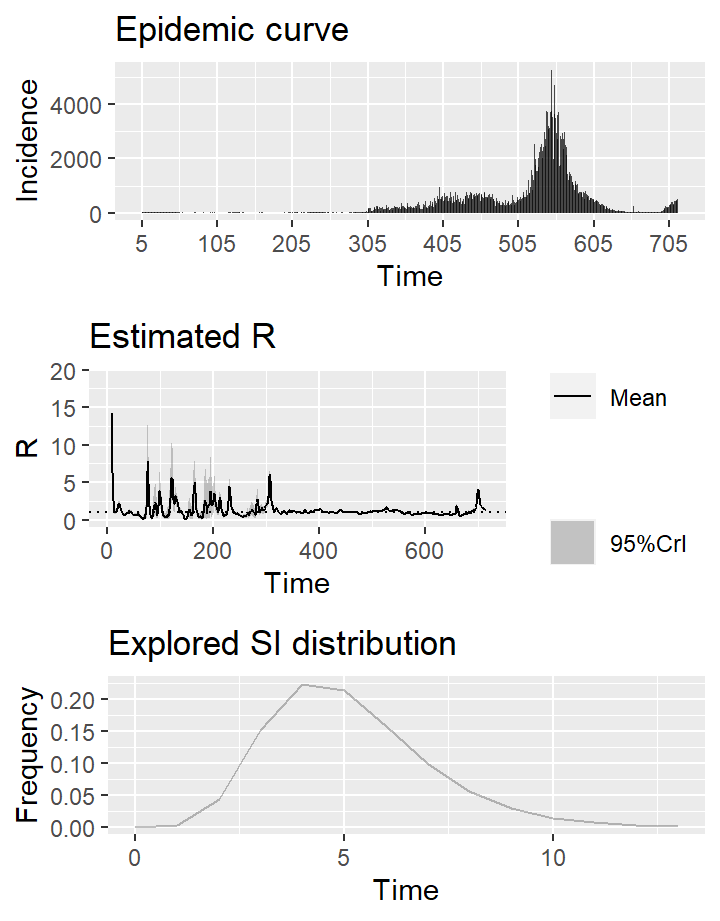 Epidemic curve
Incidence
4000
2000
0
5 105 205 305 405 505 605 705
Time
Estimated R
R
20
15
10
5
0
0 200 400 600
Time
Mean
95%CrI
Explored SI distribution
Frequency
0.20
0.15
0.10
0.05
0.00
0 5 10
Time